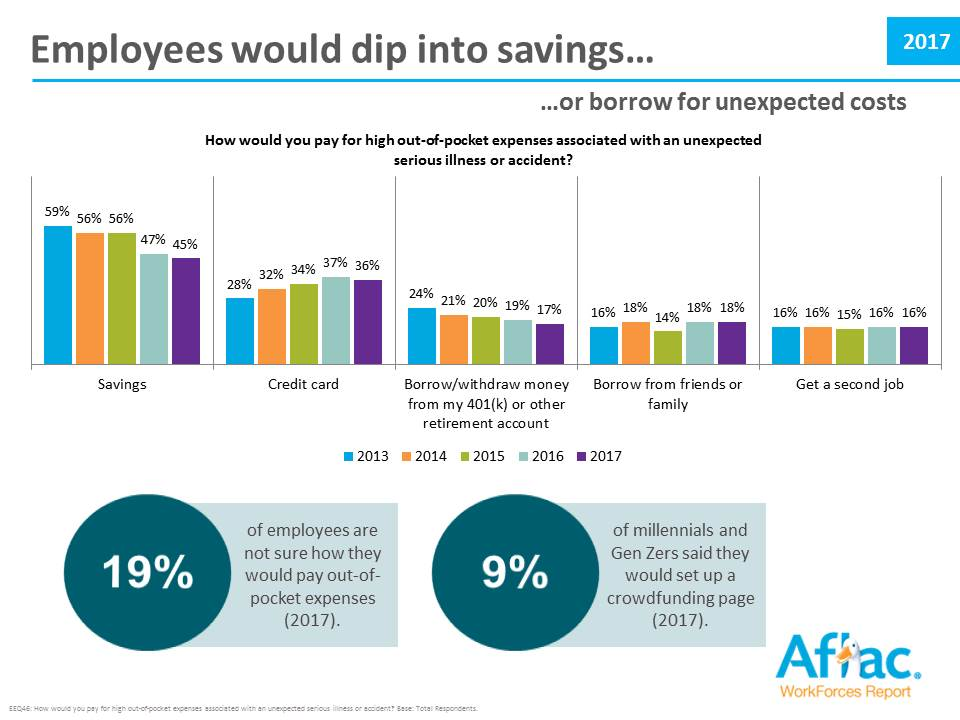 Employees would dip into savings…
2017
…or borrow for unexpected costs
How would you pay for high out-of-pocket expenses associated with an unexpected
serious illness or accident?
59% 56% 56% 47% 45%
28% 32% 34% 37% 36%
24% 21% 20% 19% 17%
16% 18% 14% 18% 18%
16% 16% 15% 16% 16%
Savings
Credit card
Borrow/withdraw money
from my 401(k) or other
retirement account
Borrow from friends or
family
Get a second job
2013 2014 2015 2016 2017
19%
of employees are
not sure how they
would pay out-of-
pocket expenses
(2017).
9%
of millennials and
Gen Zers said they
would set up a
crowdfunding page
(2017).
Aflac®
WorkForces Report
EEQ46: How would you pay for high out-of-pocket expenses associated with an unexpected serious illness or accident? Base: Total Respondents.